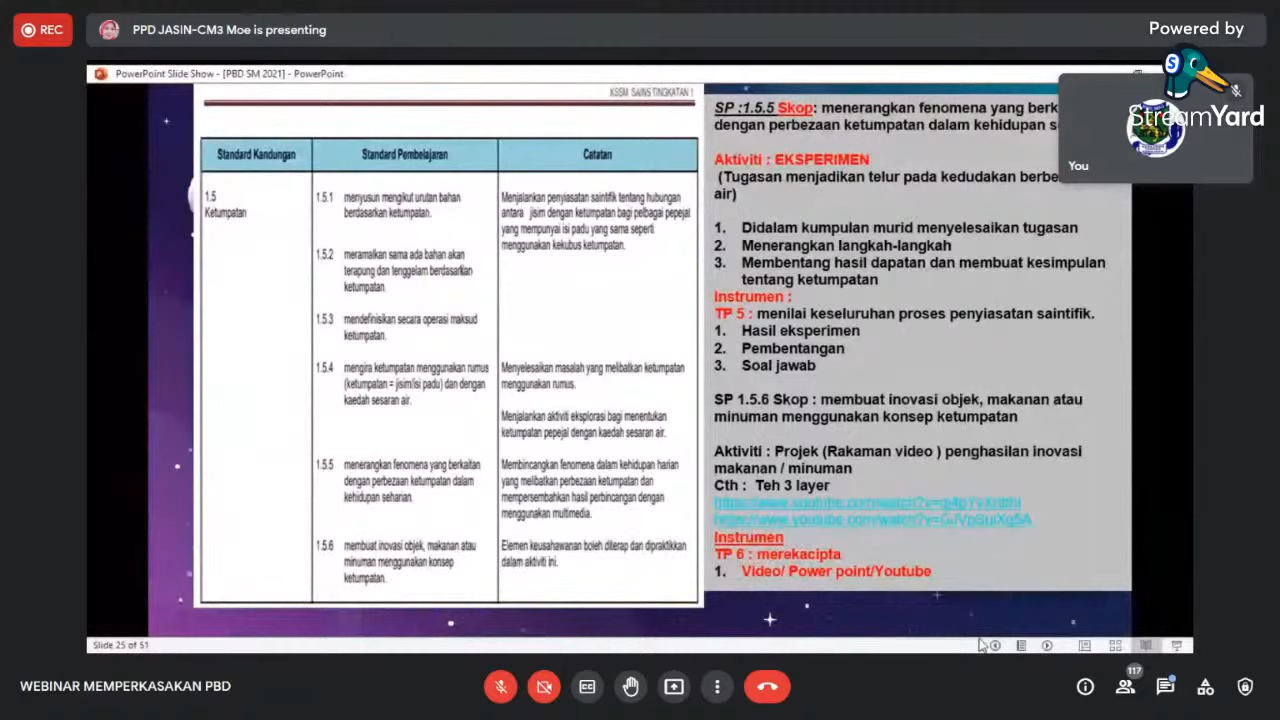 REC
PPD JASIN-CM3 Moe is presenting
Powered by
StreamYard
You
PowerPoint Slide Show - [PBD SM 2021] - PowerPoint
KSSM SAINS TINGKATAN 1
Standard Kandungan
Standard Pembelajaran
Catatan
1.5
Ketumpatan
1.5.1 menyusun mengikut urutan bahan
berdasarkan ketumpatan.
1.5.2 meramalkan sama ada bahan akan
terapung dan tenggelam berdasarkan
ketumpatan
1.5.3 mendefinisikan secara operasi maksud
ketumpatan.
1.5.4 mengira ketumpatan menggunakan rumus
(ketumpatan = jisim/isi padu) dan dengan
kaedah sesaran air.
1.5.5 menerangkan fenomena yang berkaitan
dengan perbezaan ketumpatan dalam
kehidupan seharian.
1.5.6 membuat inovasi objek, makanan atau
minuman menggunakan konsep
ketumpatan.
Menjalankan penyiasatan saintifik tentang hubungan
antara jisim dengan ketumpatan bagi pelbagai pepejal
yang mempunyai isi padu yang sama seperti
menggunakan kekubus ketumpatan.
Menyelesaikan masalah yang melibatkan ketumpatan
menggunakan rumus.
Menjalankan aktiviti eksplorasi bagi menentukan
ketumpatan pepejal dengan kaedah sesaran air.
Membincangkan fenomena dalam kehidupan harian
yang melibatkan perbezaan ketumpatan dan
mempersembahkan hasil perbincangan dengan
menggunakan multimedia.
Elemen keusahawanan boleh diterap dan dipraktikkan
dalam aktiviti ini.
SP :1.5.5 Skop: menerangkan fenomena yang berk
dengan perbezaan ketumpatan dalam kehidupan se
Aktiviti : EKSPERIMEN
(Tugasan menjadikan telur pada kedudakan berbe
air)
1. Didalam kumpulan murid menyelesaikan tugasan
2. Menerangkan langkah-langkah
3. Membentang hasil dapatan dan membuat kesimpulan
tentang ketumpatan
Instrumen :
TP 5 : menilai keseluruhan proses penyiasatan saintifik.
1. Hasil eksperimen
2. Pembentangan
3. Soal jawab
SP 1.5.6 Skop : membuat inovasi objek, makanan atau
minuman menggunakan konsep ketumpatan
Aktiviti : Projek (Rakaman video ) penghasilan inovasi
makanan / minuman
Cth : Teh 3 layer
Instrumen
TP 6 : merekacipta
1. Video/ Power point/Youtube
Slide 25 of 51
WEBINAR MEMPERKASAKAN PBD
117